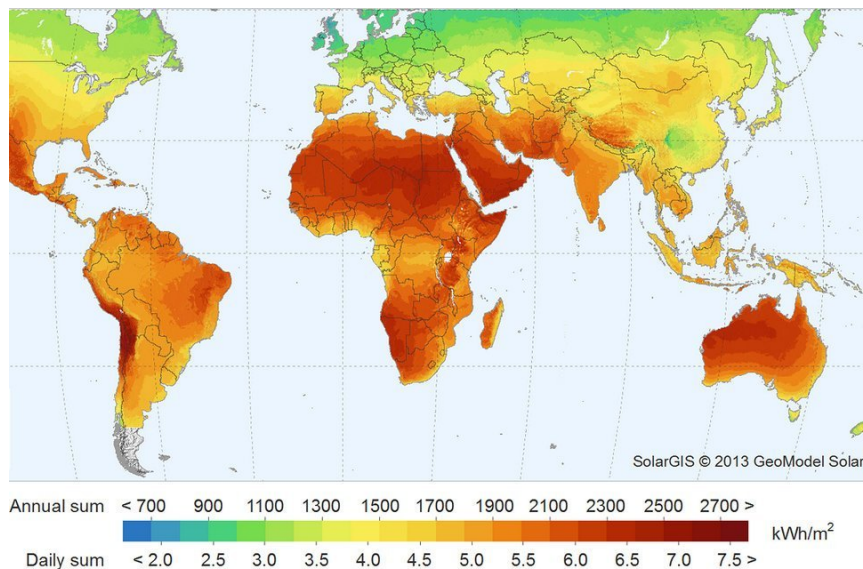 SolarGIS © 2013 GeoModel Solar
Annual sum < 700 900 1100 1300 1500 1700 1900 2100 2300 2500 2700 > kWh/m²
Daily sum < 2.0 2.5 3.0 3.5 4.0 4.5 5.0 5.5 6.0 6.5 7.0 7.5 >